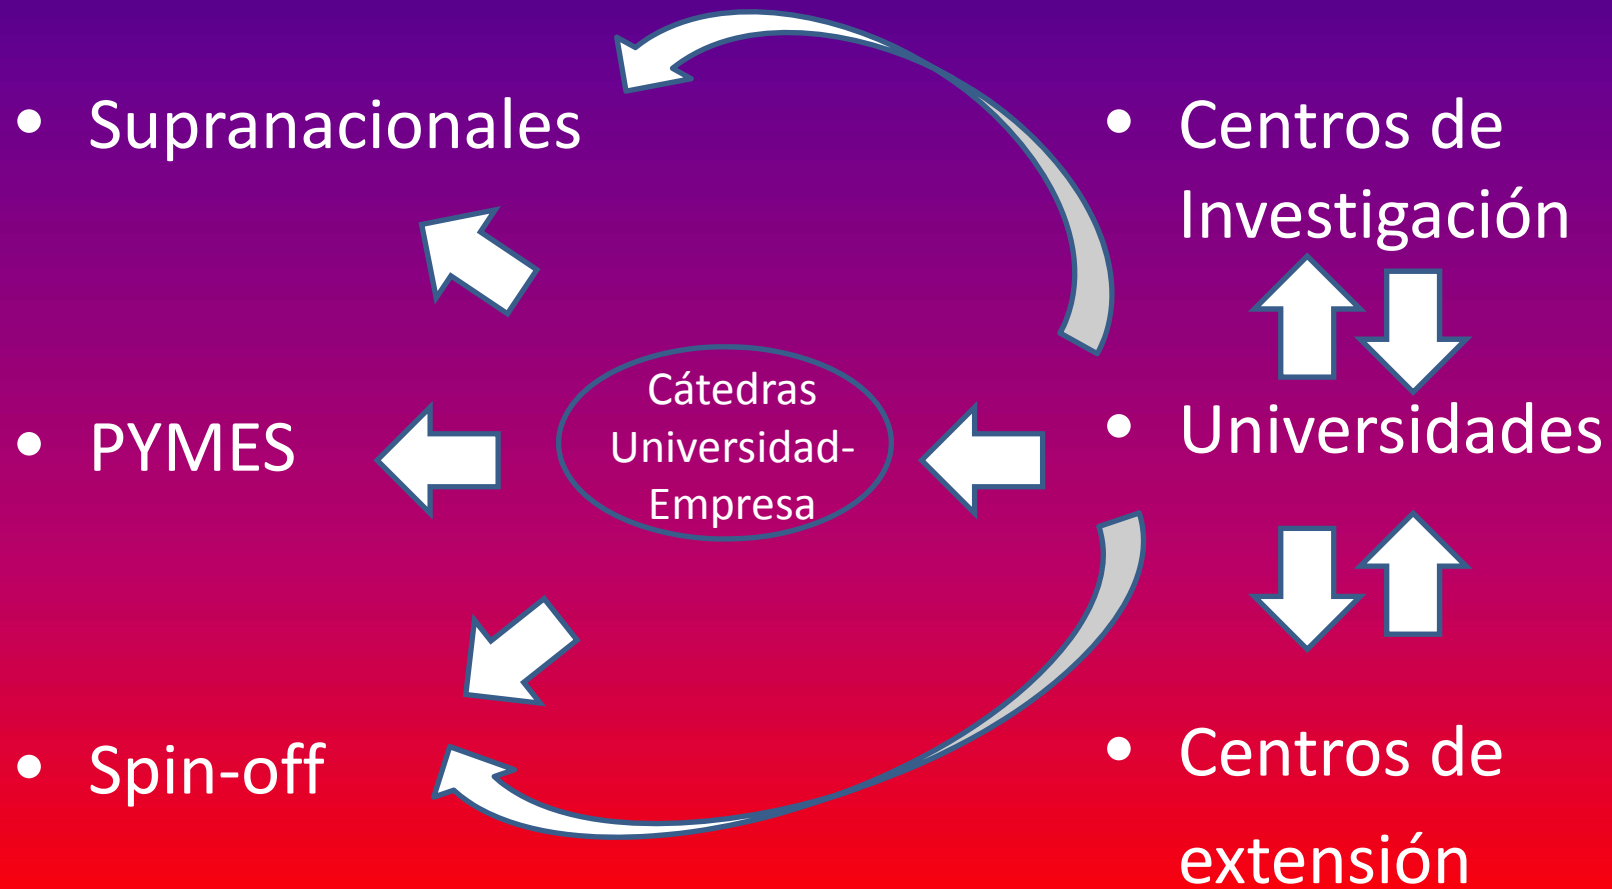 • Supranacionales
• PYMES
• Spin-off
Cátedras
Universidad-
Empresa
• Centros de
Investigación
• Universidades
• Centros de
extensión